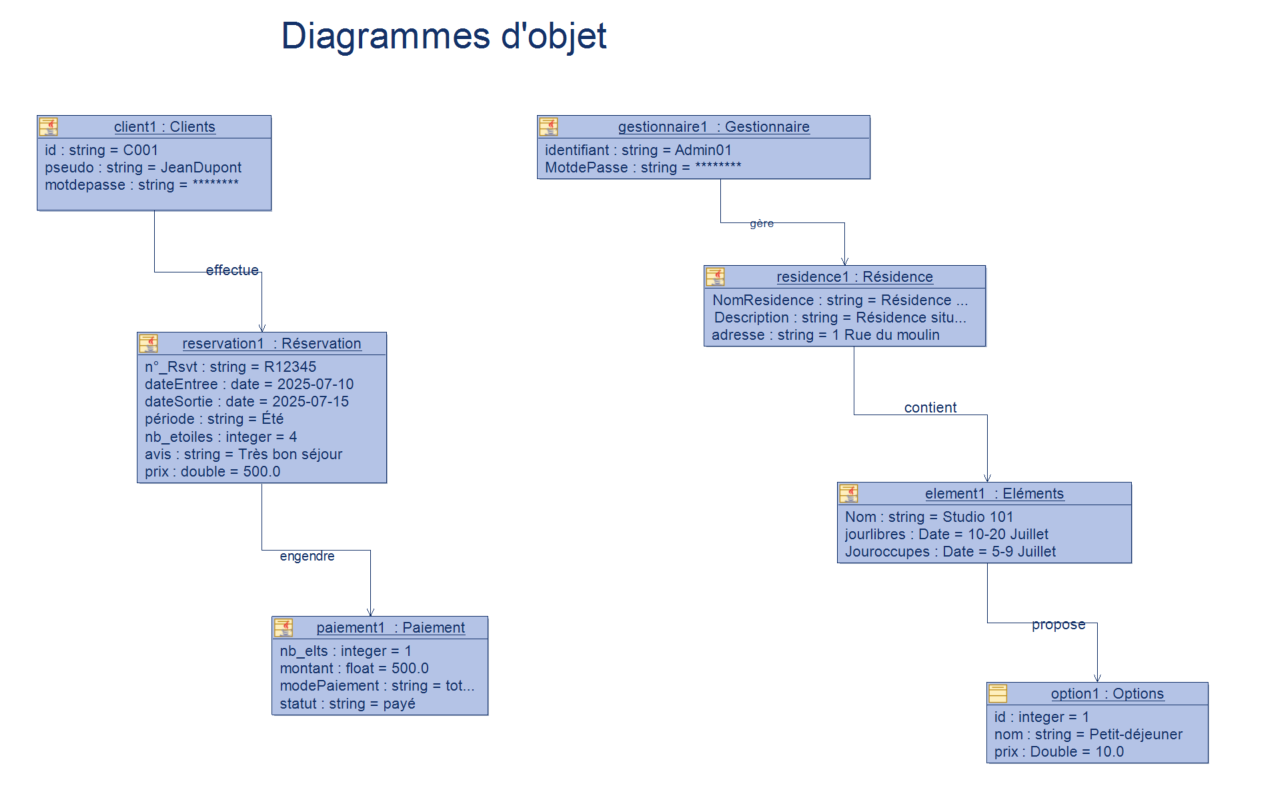 Diagrammes d'objet
client1 : Clients
id : string = C001
pseudo : string = JeanDupont
motdepasse : string = ********
effectue
reservation1  : Réservation
n°_Rsvt : string = R12345
dateEntree : date = 2025-07-10
dateSortie : date = 2025-07-15
période : string = Été
nb_etoiles : integer = 4
avis : string = Très bon séjour
prix : double = 500.0
engendre
paiement1  : Paiement
nb_elts : integer = 1
montant : float = 500.0
modePaiement : string = tot...
statut : string = payé
gestionnaire1  : Gestionnaire
identifiant : string = Admin01
MotdePasse : string = ********
gère
residence1 : Résidence
NomResidence : string = Résidence ...
Description : string = Résidence situ...
adresse : string = 1 Rue du moulin
contient
element1  : Eléments
Nom : string = Studio 101
jourlibres : Date = 10-20 Juillet
Jouroccupes : Date = 5-9 Juillet
propose
option1 : Options
id : integer = 1
nom : string = Petit-déjeuner
prix : Double = 10.0